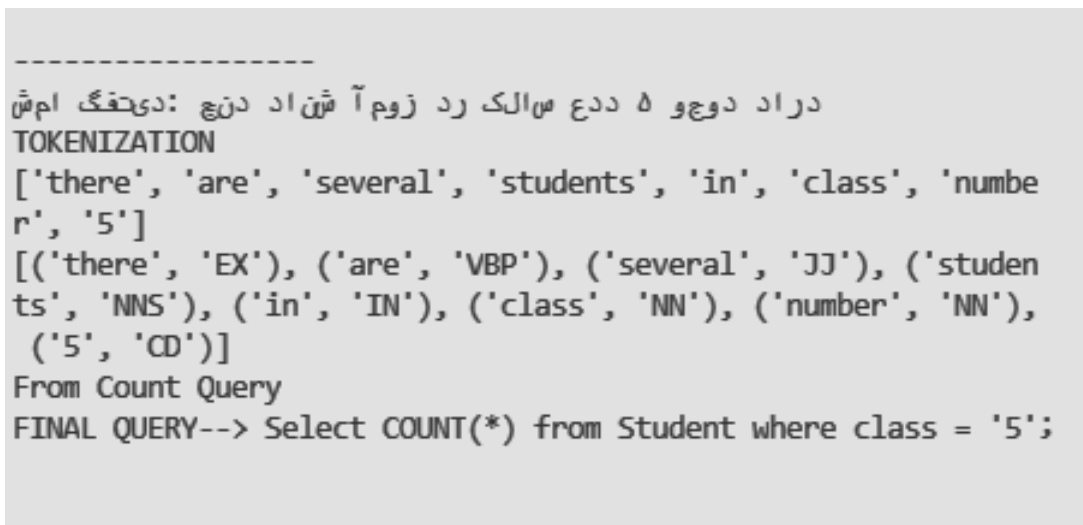 ------------------
دراد دوجو ۵ ددع سالک رد زومآ شناد دنچ :دیتفگ امش
TOKENIZATION
['there', 'are', 'several', 'students', 'in', 'class', 'numbe
r', '5']
[('there', 'EX'), ('are', 'VBP'), ('several', 'JJ'), ('studen
ts', 'NNS'), ('in', 'IN'), ('class', 'NN'), ('number', 'NN'),
('5', 'CD')]
From Count Query
FINAL QUERY--> Select COUNT(*) from Student where class = '5';